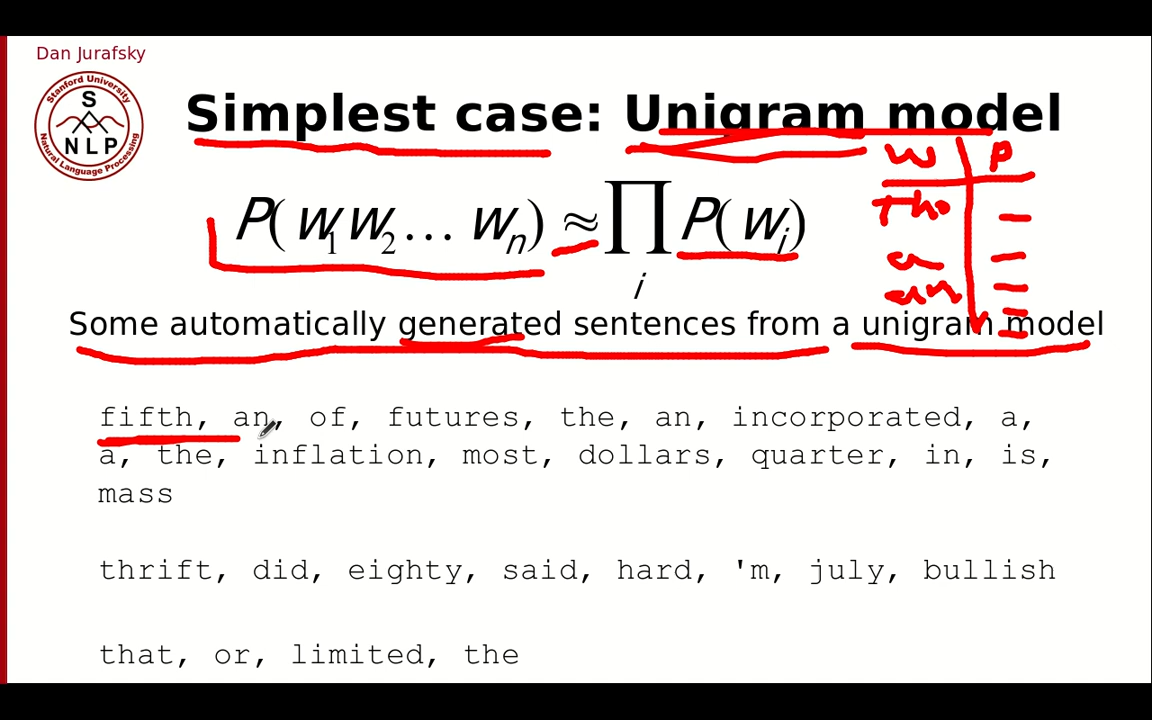 Dan Jurafsky
Stanford University
S
N L P
Natural Language Processing
Simplest case: Unigram model
W P
P(w1w2… wn) ≈ ∏i P(wi)
The
a
an
Some automatically generated sentences from a unigram model
fifth, an, of, futures, the, an, incorporated, a,
a, the, inflation, most, dollars, quarter, in, is,
mass
thrift, did, eighty, said, hard, 'm, july, bullish
that, or, limited, the